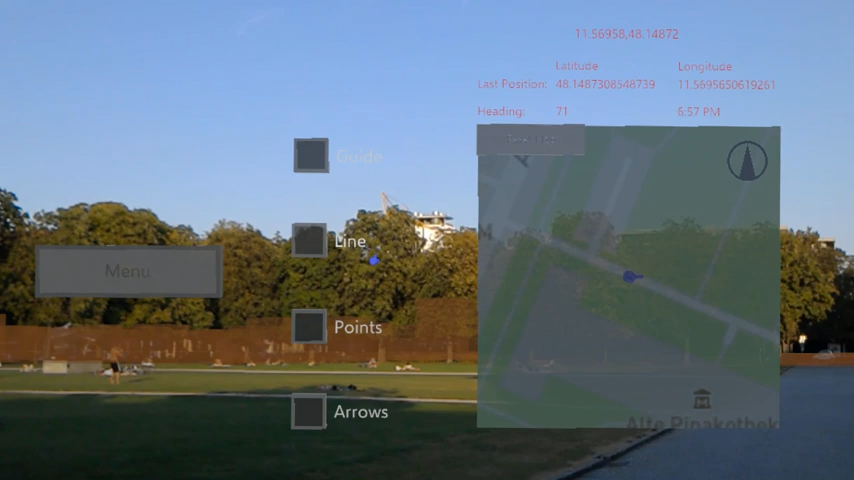 11.56958,48.14872
Latitude Longitude
Last Position: 48.1487308548739 11.5695650619261
Heading: 71 6:57 PM
Guide
Line
Menu
Points
Arrows
Alte Pinakothek